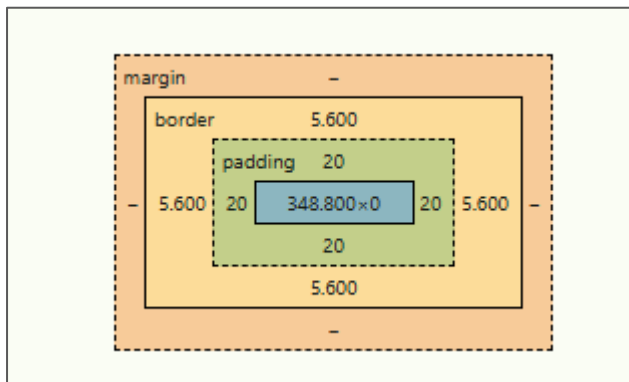 margin –
border 5.600
padding 20
– 5.600 20 348.800×0 20 5.600 –
20
5.600
–